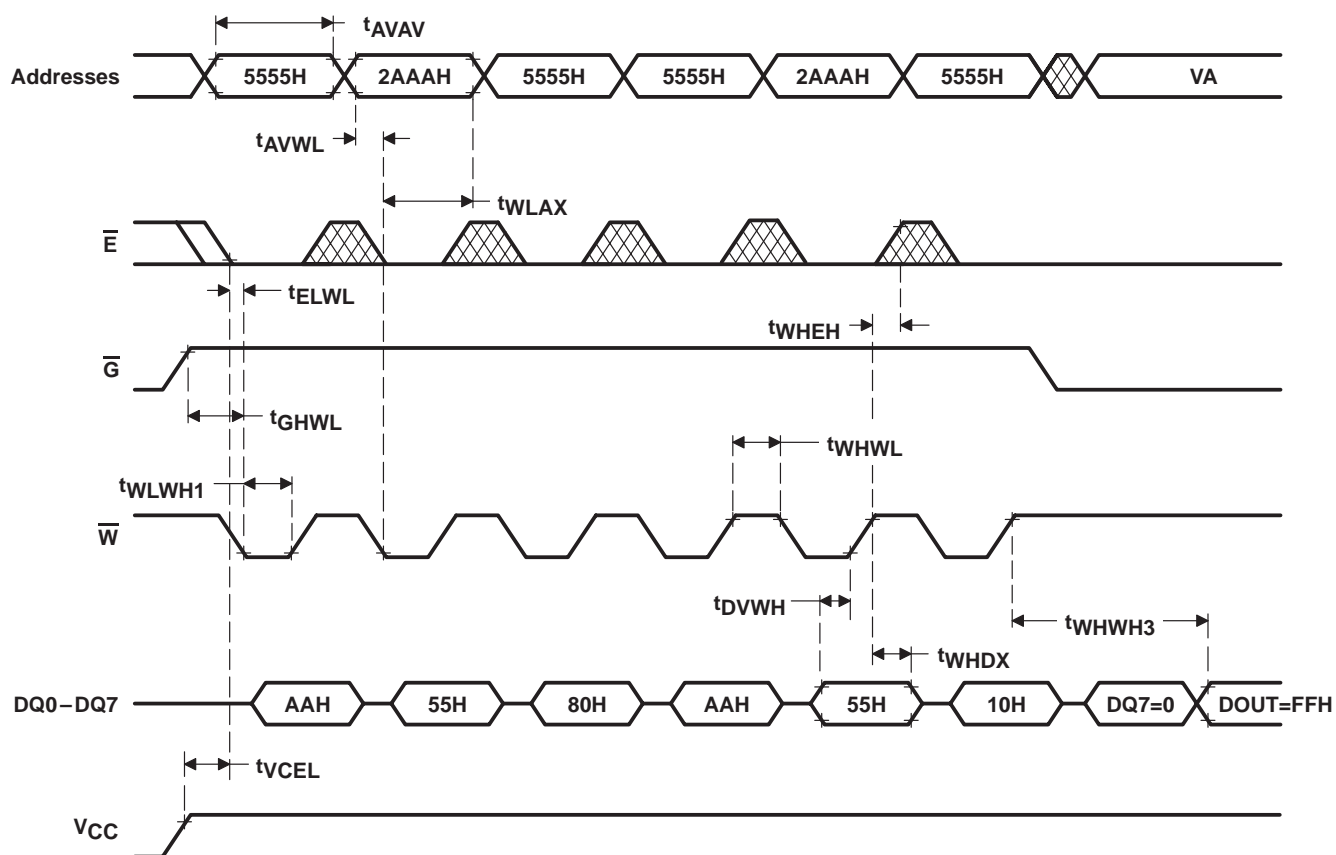 tAVAV
Addresses 5555H 2AAAH 5555H 5555H 2AAAH 5555H VA
tAVWL
tWLAX
E
tELWL
tWHEH
G
tGHWL
tWHWL
tWLWH1
W
tDVWH
tWHWH3
tWHDX
DQ0–DQ7 AAH 55H 80H AAH 55H 10H DQ7=0 DOUT=FFH
tVCEL
VCC